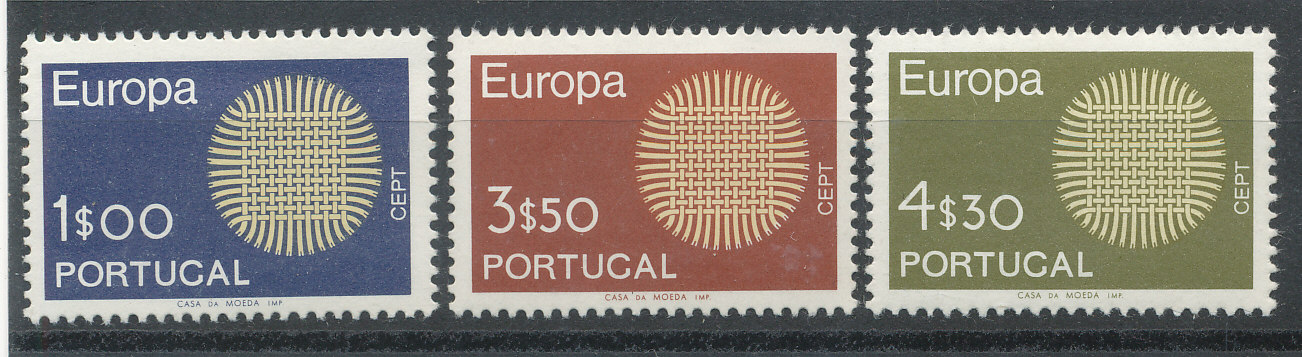 Europa
CEPT
1$00
PORTUGAL
CASA DA MOEDA IMP.
Europa
CEPT
3$50
PORTUGAL
CASA DA MOEDA IMP.
Europa
CEPT
4$30
PORTUGAL
CASA DA MOEDA IMP.